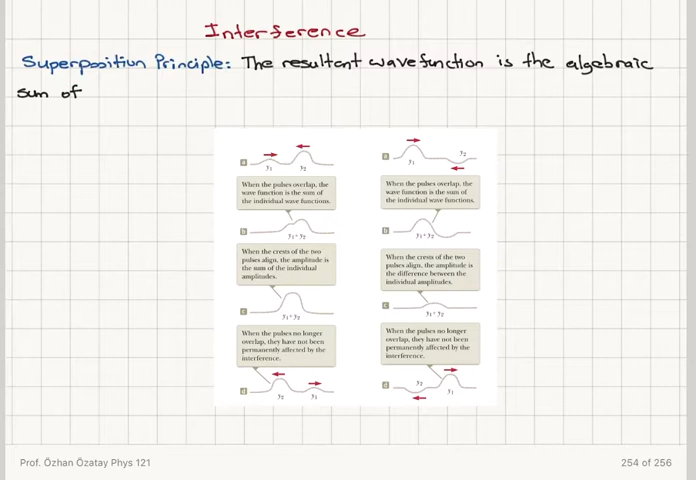 Interference
Superposition Principle: The resultant wave function is the algebraic
sum of
a
y1
y2
When the pulses overlap, the
wave function is the sum of
the individual wave functions.
b
y1+y2
When the crests of the two
pulses align, the amplitude is
the sum of the individual
amplitudes.
c
y1+y2
When the pulses no longer
overlap, they have not been
permanently affected by the
interference.
d
y2
y1
a
y1
y2
When the pulses overlap, the
wave function is the sum of
the individual wave functions.
b
y1+y2
When the crests of the two
pulses align, the amplitude is
the difference between the
individual amplitudes.
c
y1+y2
When the pulses no longer
overlap, they have not been
permanently affected by the
interference.
d
y2
y1
Prof. Özhan Özatay Phys 121
254 of 256